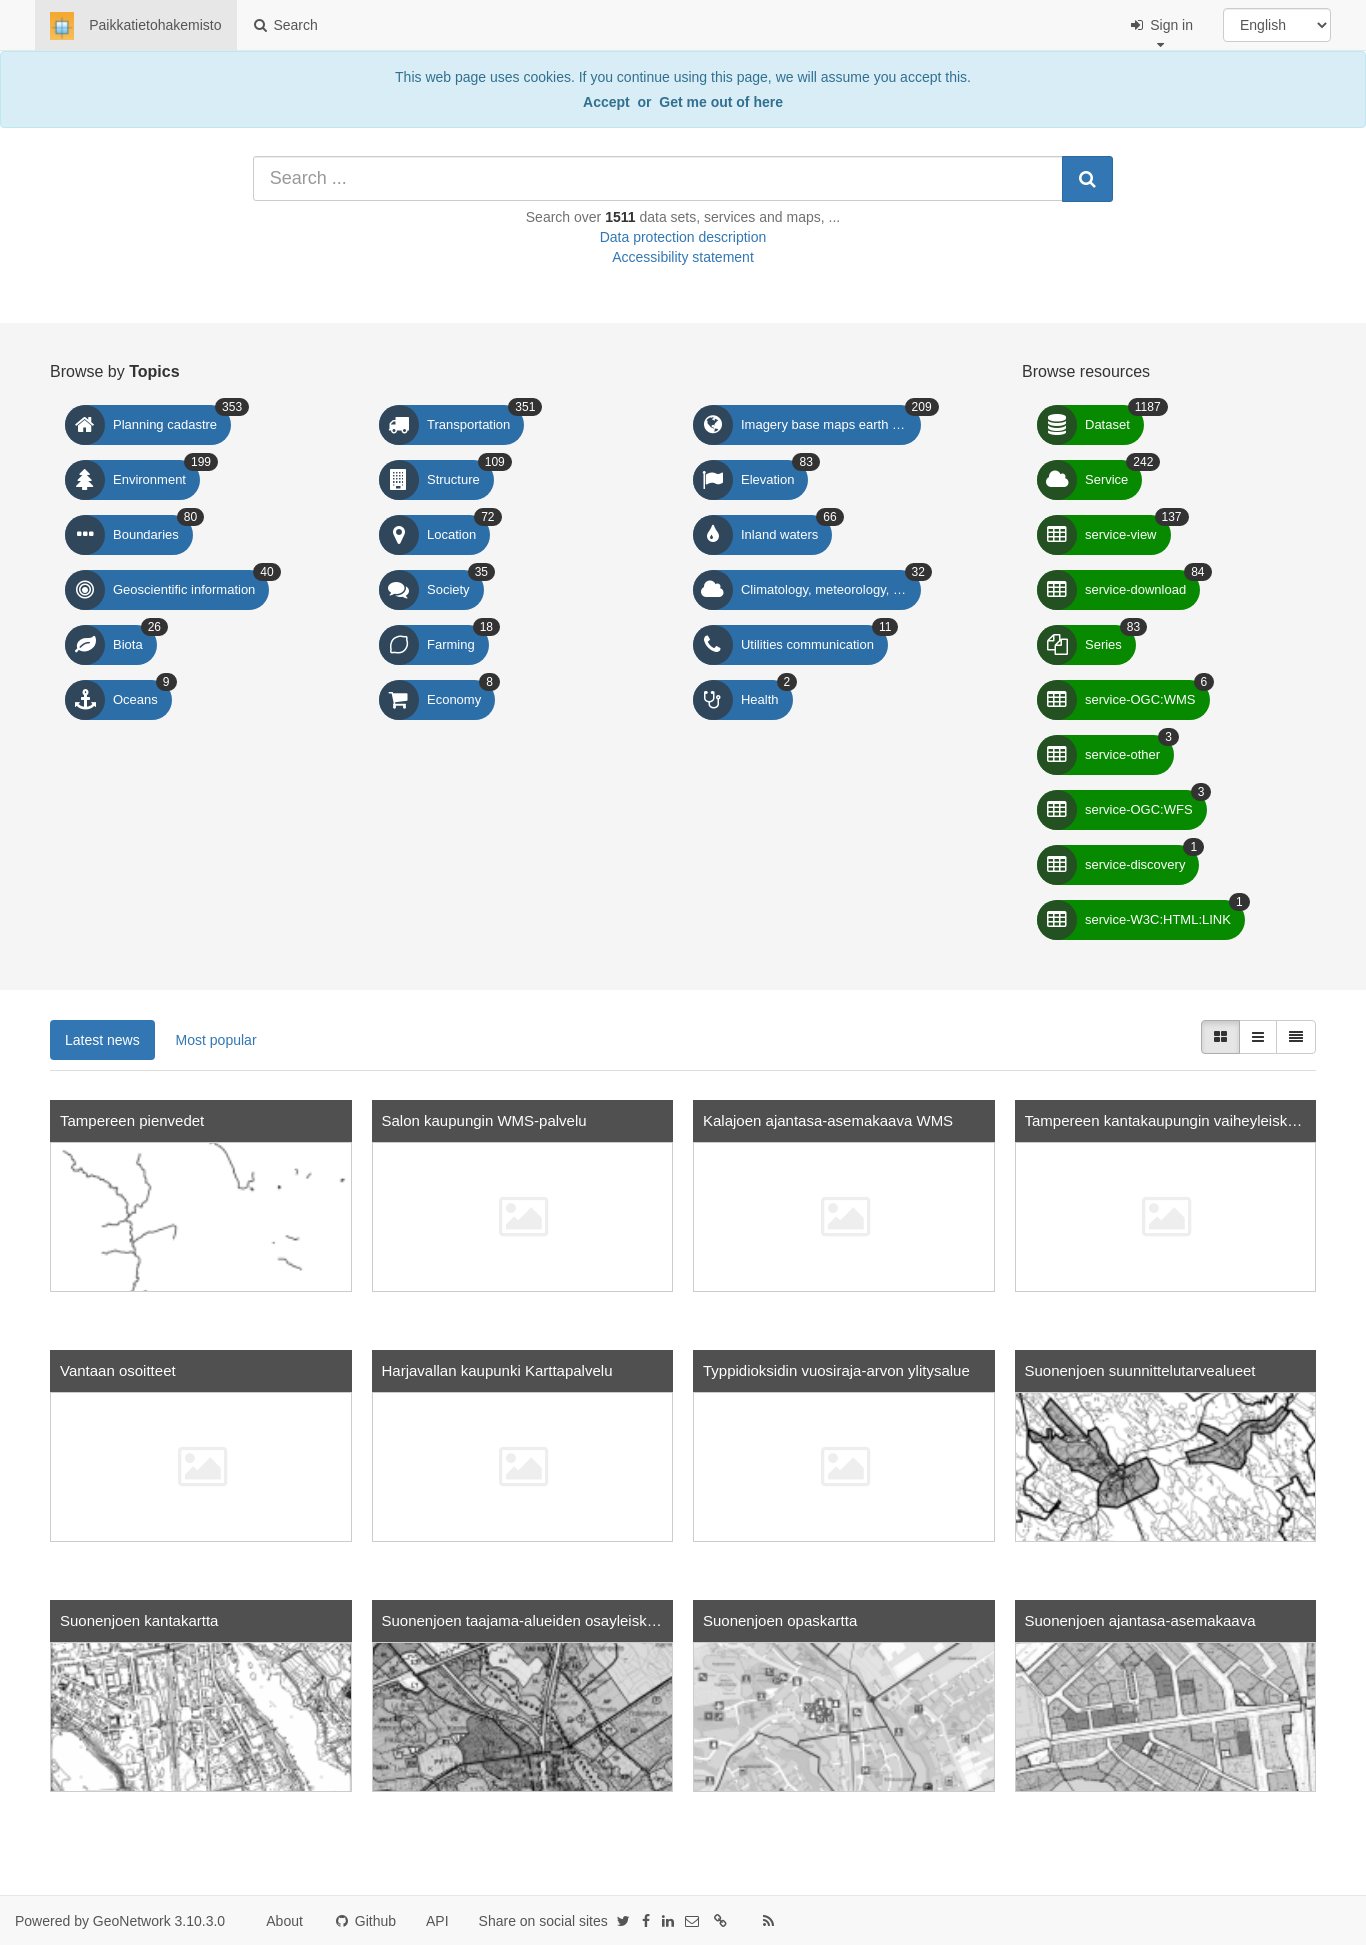 Paikkatietohakemisto
Search
Sign in
English
This web page uses cookies. If you continue using this page, we will assume you accept this.
Accept or Get me out of here
Search ...
Search over 1511 data sets, services and maps, ...
Data protection description
Accessibility statement
Browse by Topics
Planning cadastre 353
Transportation 351
Imagery base maps earth … 209
Environment 199
Structure 109
Elevation 83
Boundaries 80
Location 72
Inland waters 66
Geoscientific information 40
Society 35
Climatology, meteorology, … 32
Biota 26
Farming 18
Utilities communication 11
Oceans 9
Economy 8
Health 2
Browse resources
Dataset 1187
Service 242
service-view 137
service-download 84
Series 83
service-OGC:WMS 6
service-other 3
service-OGC:WFS 3
service-discovery 1
service-W3C:HTML:LINK 1
Latest news
Most popular
Tampereen pienvedet
Salon kaupungin WMS-palvelu
Kalajoen ajantasa-asemakaava WMS
Tampereen kantakaupungin vaiheyleisk…
Vantaan osoitteet
Harjavallan kaupunki Karttapalvelu
Typpidioksidin vuosiraja-arvon ylitysalue
Suonenjoen suunnittelutarvealueet
Suonenjoen kantakartta
Suonenjoen taajama-alueiden osayleisk…
Suonenjoen opaskartta
Suonenjoen ajantasa-asemakaava
Powered by GeoNetwork 3.10.3.0
About
Github
API
Share on social sites